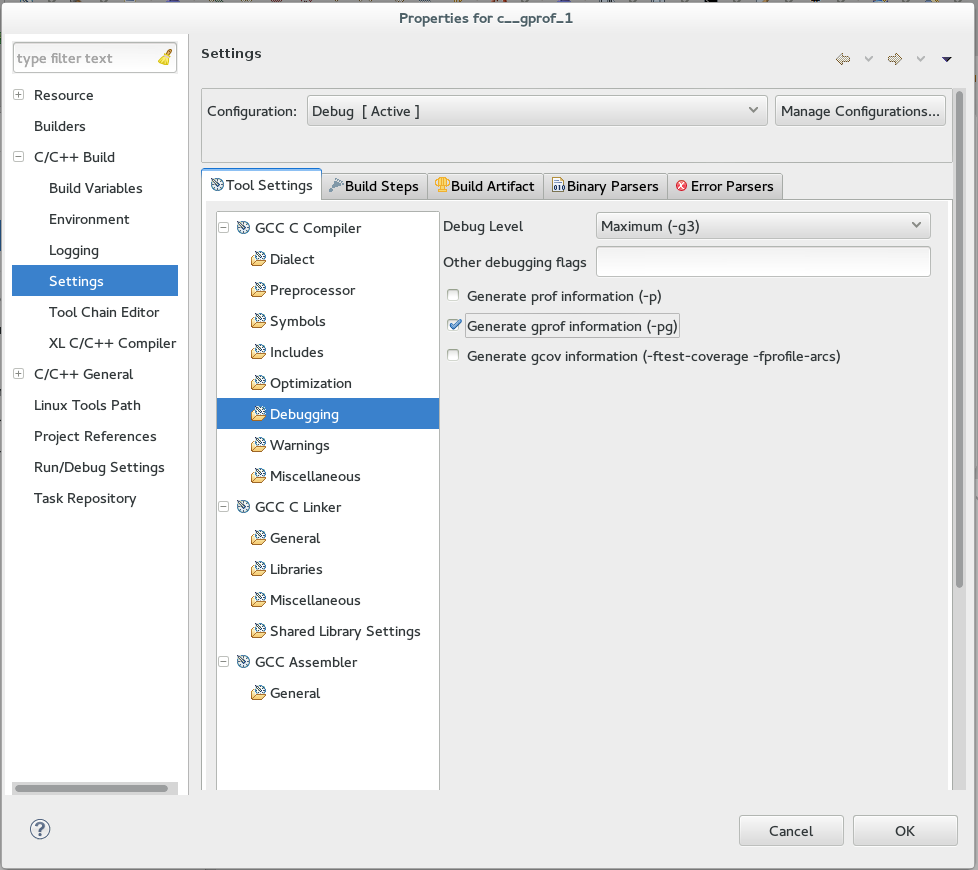 Properties for c__gprof_1
type filter text
Resource
Builders
C/C++ Build
Build Variables
Environment
Logging
Settings
Tool Chain Editor
XL C/C++ Compiler
C/C++ General
Linux Tools Path
Project References
Run/Debug Settings
Task Repository
Settings
Configuration: Debug [ Active ] Manage Configurations...
Tool Settings Build Steps Build Artifact Binary Parsers Error Parsers
GCC C Compiler
Dialect
Preprocessor
Symbols
Includes
Optimization
Debugging
Warnings
Miscellaneous
GCC C Linker
General
Libraries
Miscellaneous
Shared Library Settings
GCC Assembler
General
Debug Level Maximum (-g3)
Other debugging flags
Generate prof information (-p)
Generate gprof information (-pg)
Generate gcov information (-ftest-coverage -fprofile-arcs)
? Cancel OK